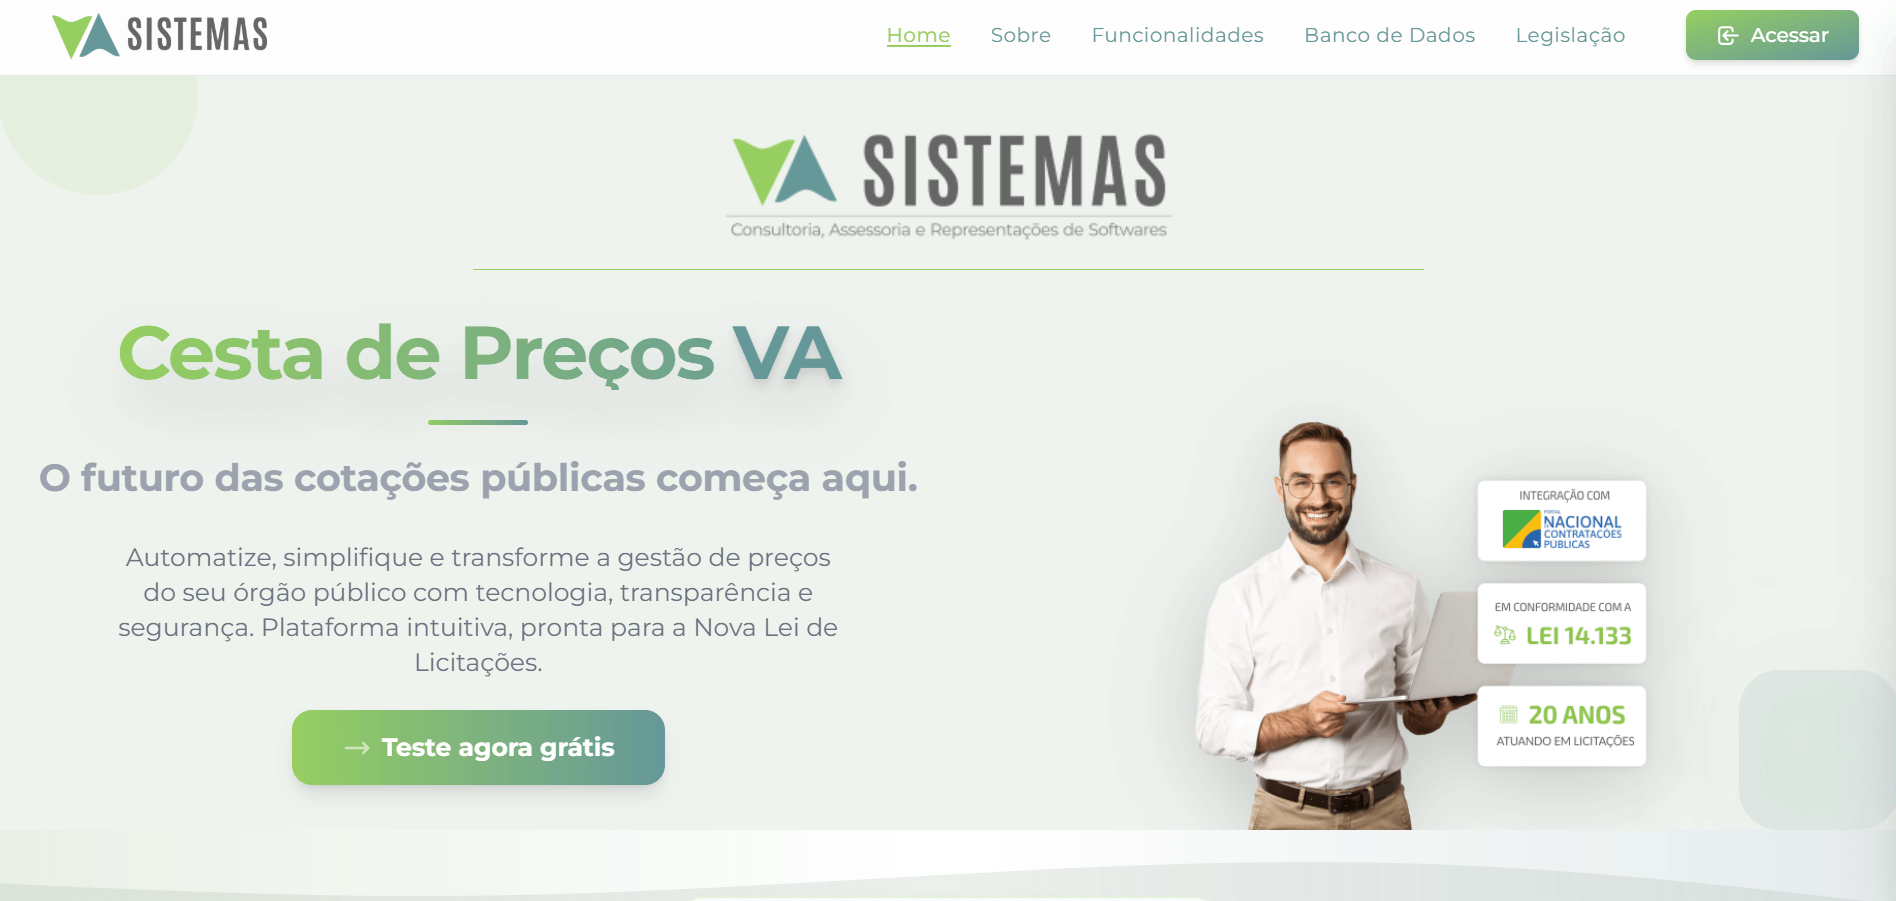 VA SISTEMAS
Home
Sobre
Funcionalidades
Banco de Dados
Legislação
Acessar
VA SISTEMAS
Consultoria, Assessoria e Representações de Softwares
Cesta de Preços VA
O futuro das cotações públicas começa aqui.
Automatize, simplifique e transforme a gestão de preços
do seu órgão público com tecnologia, transparência e
segurança. Plataforma intuitiva, pronta para a Nova Lei de
Licitações.
Teste agora grátis
INTEGRAÇÃO COM
PORTAL
NACIONAL
DE CONTRATAÇÕES
PÚBLICAS
EM CONFORMIDADE COM A
LEI 14.133
20 ANOS
ATUANDO EM LICITAÇÕES